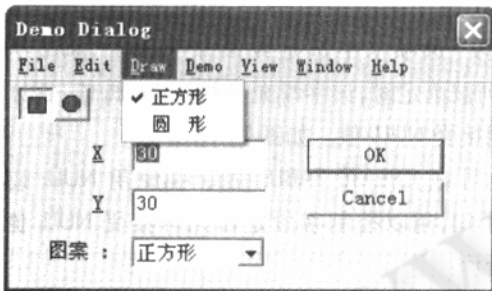 Demo Dialog
File Edit Draw Demo View Window Help
✓ 正方形
圆 形
X 30 OK
Y 30 Cancel
图案： 正方形